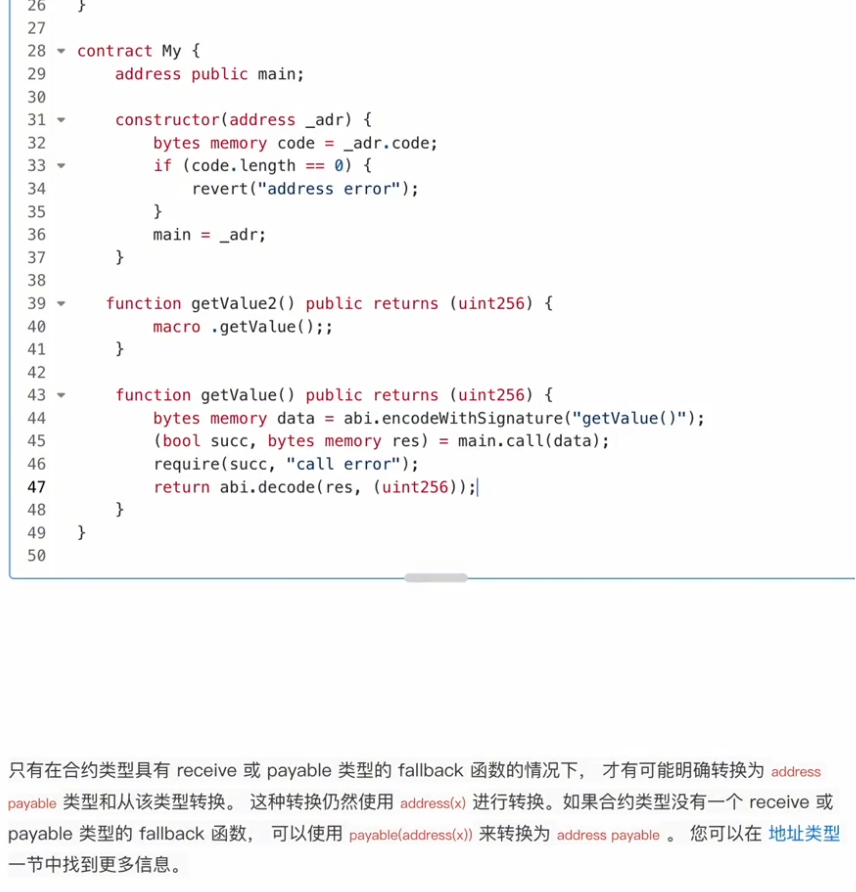 26 }
27
28 contract My {
29 address public main;
30
31 constructor(address _adr) {
32 bytes memory code = _adr.code;
33 if (code.length == 0) {
34 revert("address error");
35 }
36 main = _adr;
37 }
38
39 function getValue2() public returns (uint256) {
40 macro .getValue();;
41 }
42
43 function getValue() public returns (uint256) {
44 bytes memory data = abi.encodeWithSignature("getValue()");
45 (bool succ, bytes memory res) = main.call(data);
46 require(succ, "call error");
47 return abi.decode(res, (uint256));
48 }
49 }
50
只有在合约类型具有 receive 或 payable 类型的 fallback 函数的情况下， 才有可能明确转换为 address
payable 类型和从该类型转换。 这种转换仍然使用 address(x) 进行转换。如果合约类型没有一个 receive 或
payable 类型的 fallback 函数， 可以使用 payable(address(x)) 来转换为 address payable 。 您可以在 地址类型
一节中找到更多信息。